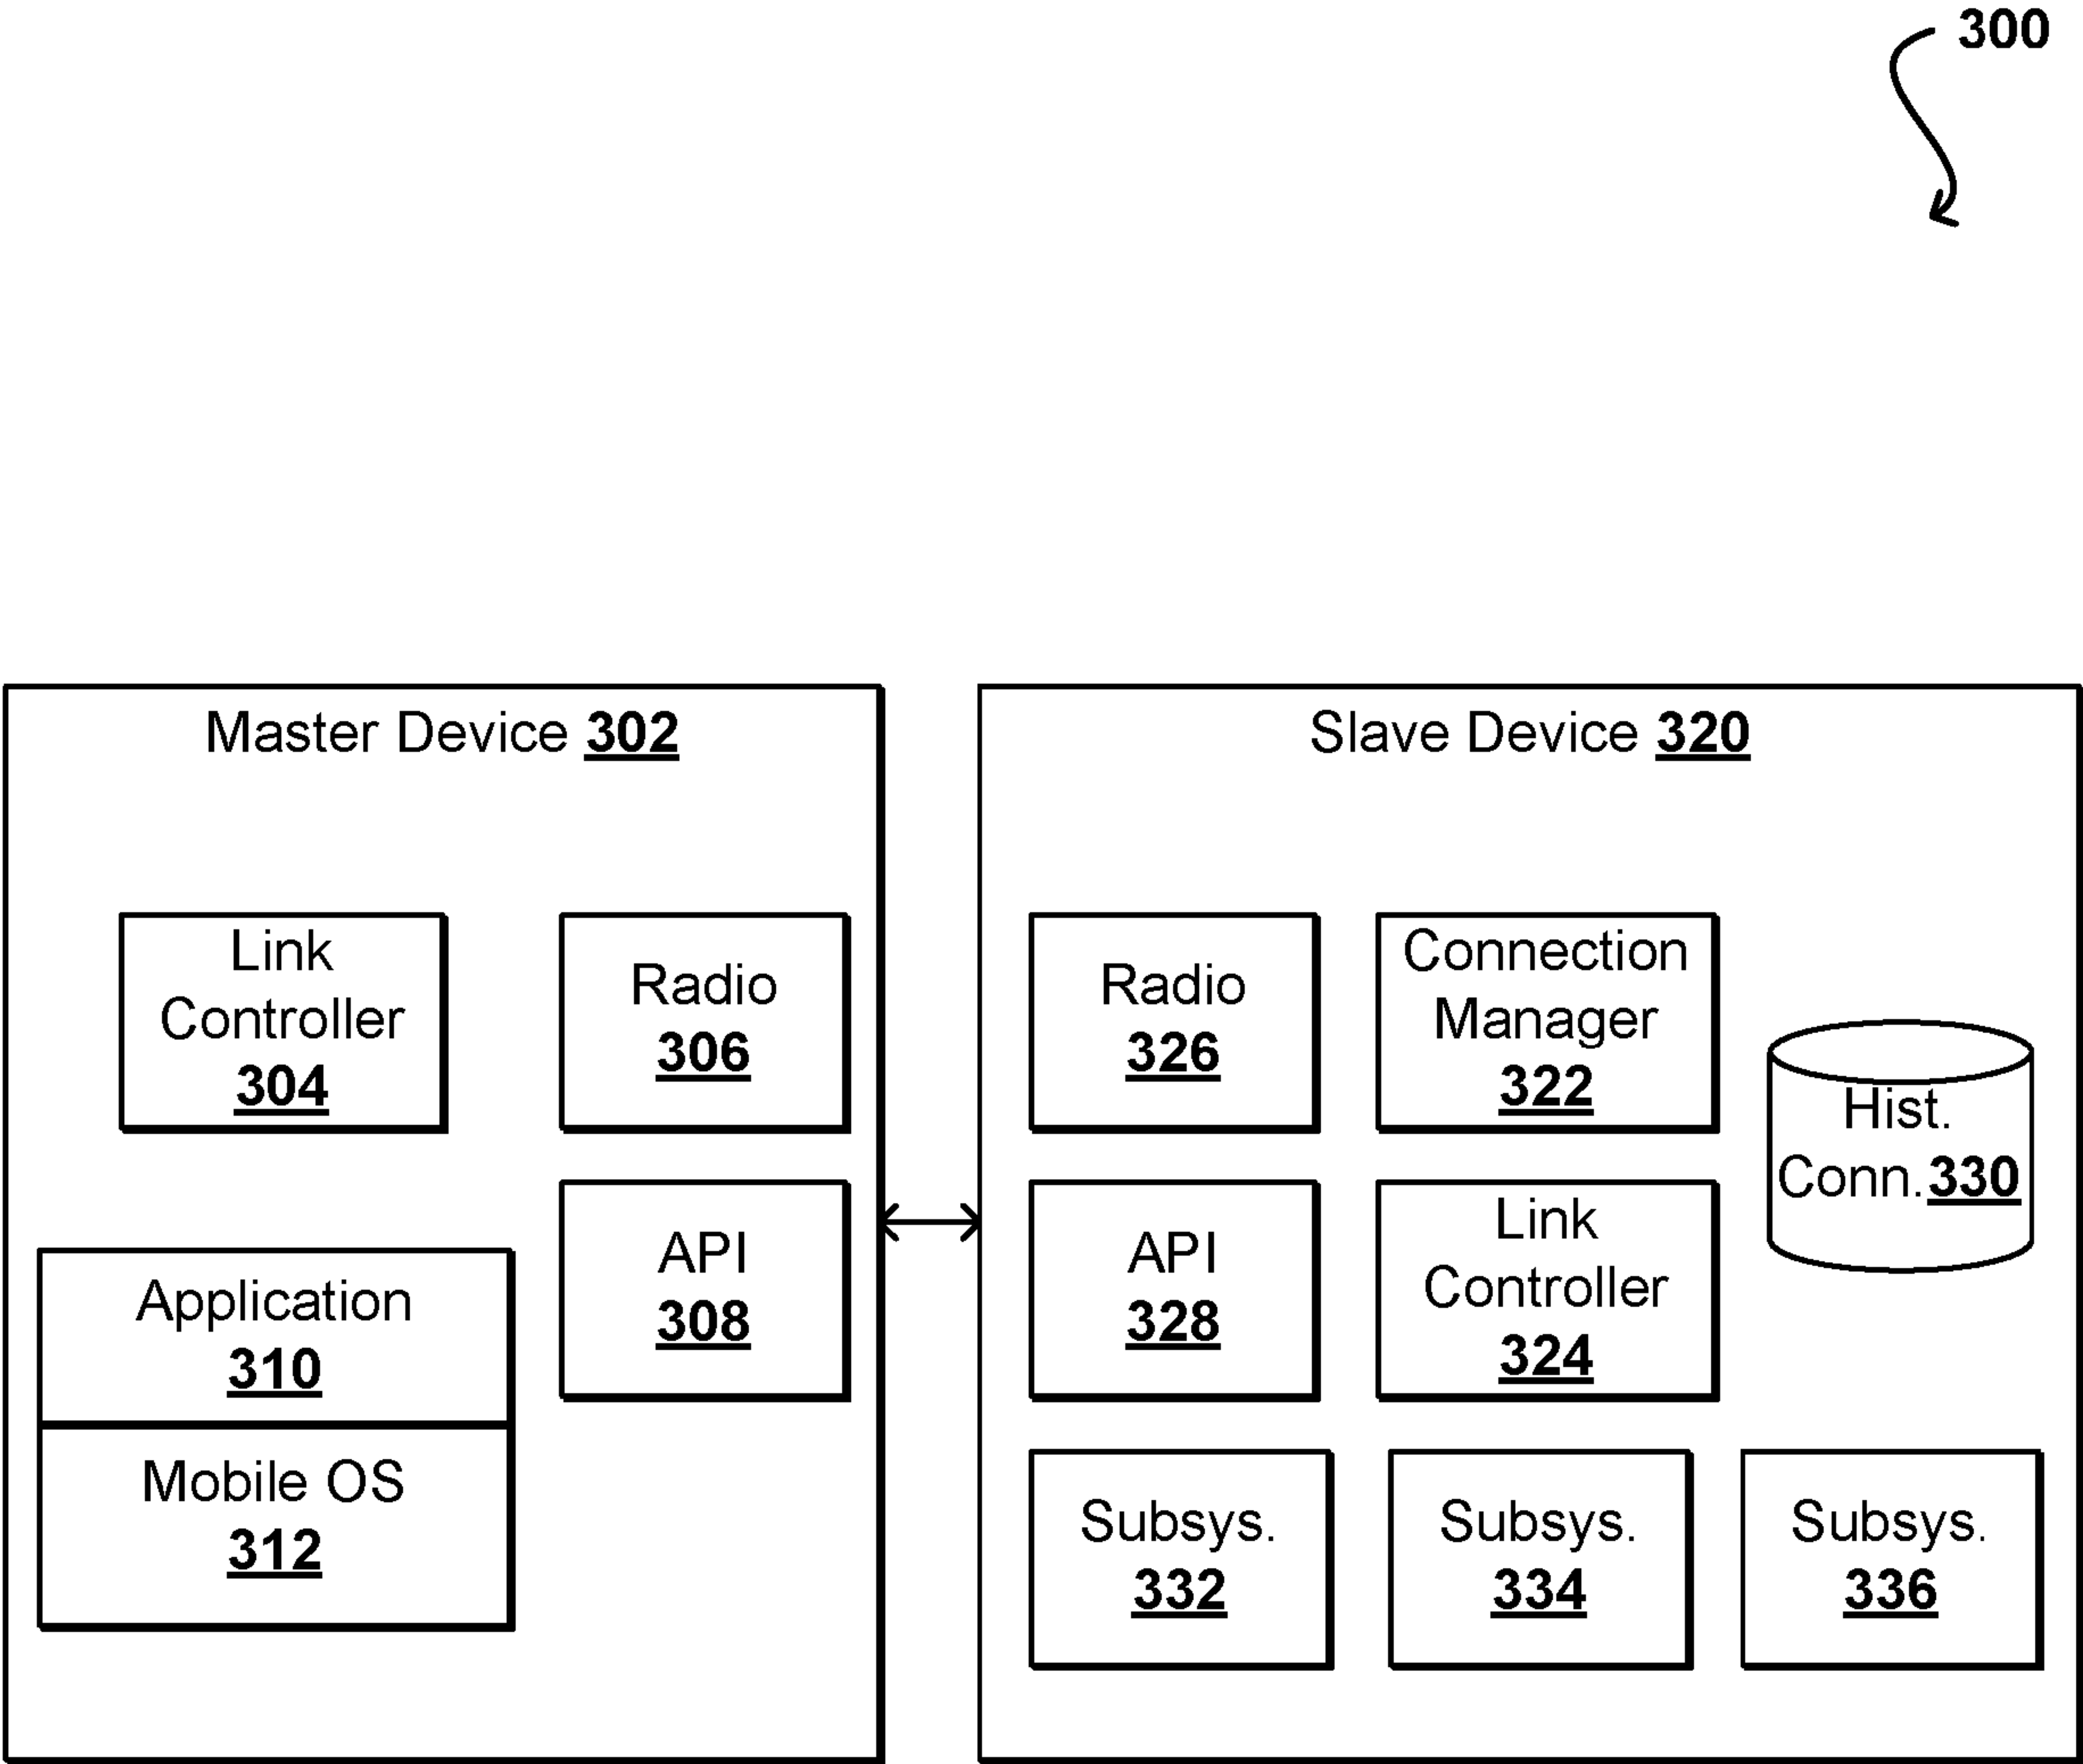 300
Master Device 302
Link
Controller
304
Radio
306
API
308
Application
310
Mobile OS
312
Slave Device 320
Radio
326
Connection
Manager
322
Hist.
Conn.330
API
328
Link
Controller
324
Subsys.
332
Subsys.
334
Subsys.
336